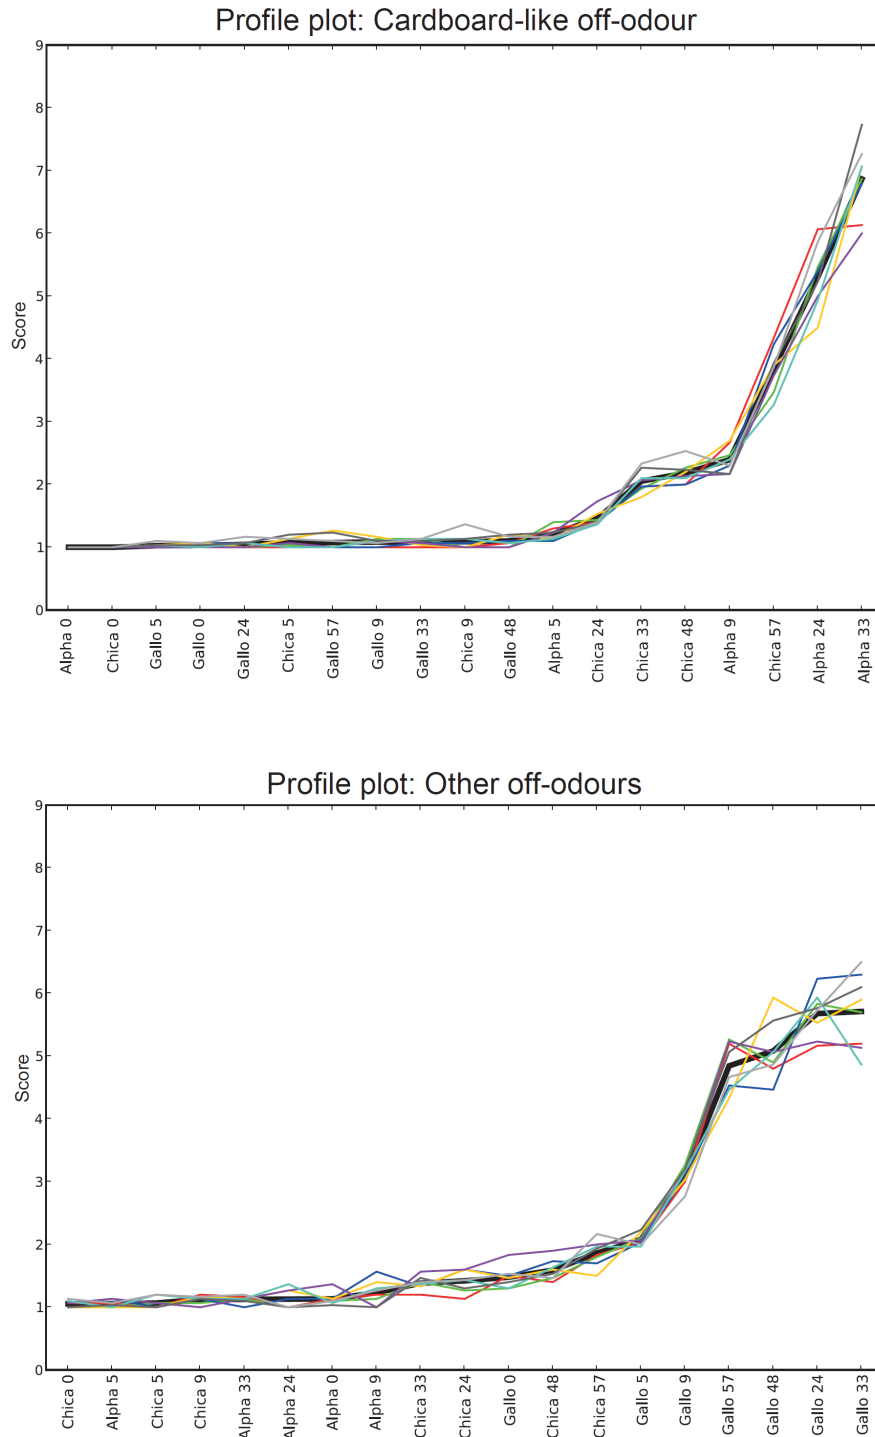 Profile plot: Cardboard-like off-odour
9
8
7
6
5
4
3
2
1
0
Score
Alpha 0
Chica 0
Gallo 5
Gallo 0
Gallo 24
Chica 5
Gallo 57
Gallo 9
Gallo 33
Chica 9
Gallo 48
Alpha 5
Chica 24
Chica 33
Chica 48
Alpha 9
Chica 57
Alpha 24
Alpha 33
Profile plot: Other off-odours
9
8
7
6
5
4
3
2
1
0
Score
Chica 0
Alpha 5
Chica 5
Chica 9
Alpha 33
Alpha 24
Alpha 0
Alpha 9
Chica 33
Chica 24
Gallo 0
Chica 48
Chica 57
Gallo 5
Gallo 9
Gallo 57
Gallo 48
Gallo 24
Gallo 33